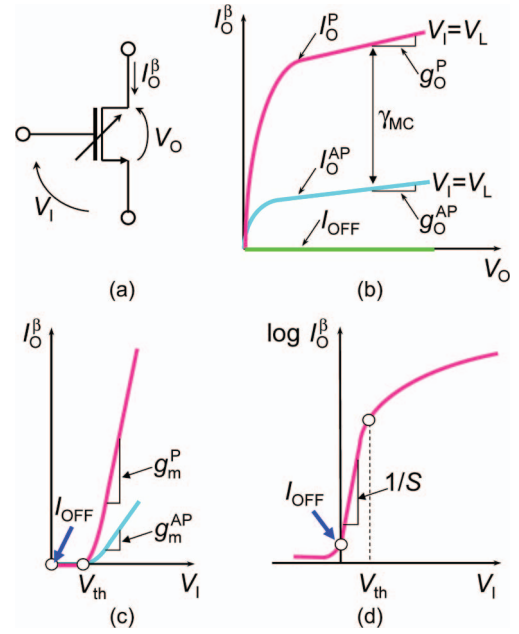 I_O^β
V_O
V_I
(a)
I_O^β
I_O^P
V_I=V_L
g_O^P
γ_MC
I_O^AP
V_I=V_L
I_OFF
g_O^AP
V_O
(b)
I_O^β
g_m^P
I_OFF
g_m^AP
V_th
V_I
(c)
log I_O^β
1/S
I_OFF
V_th
V_I
(d)